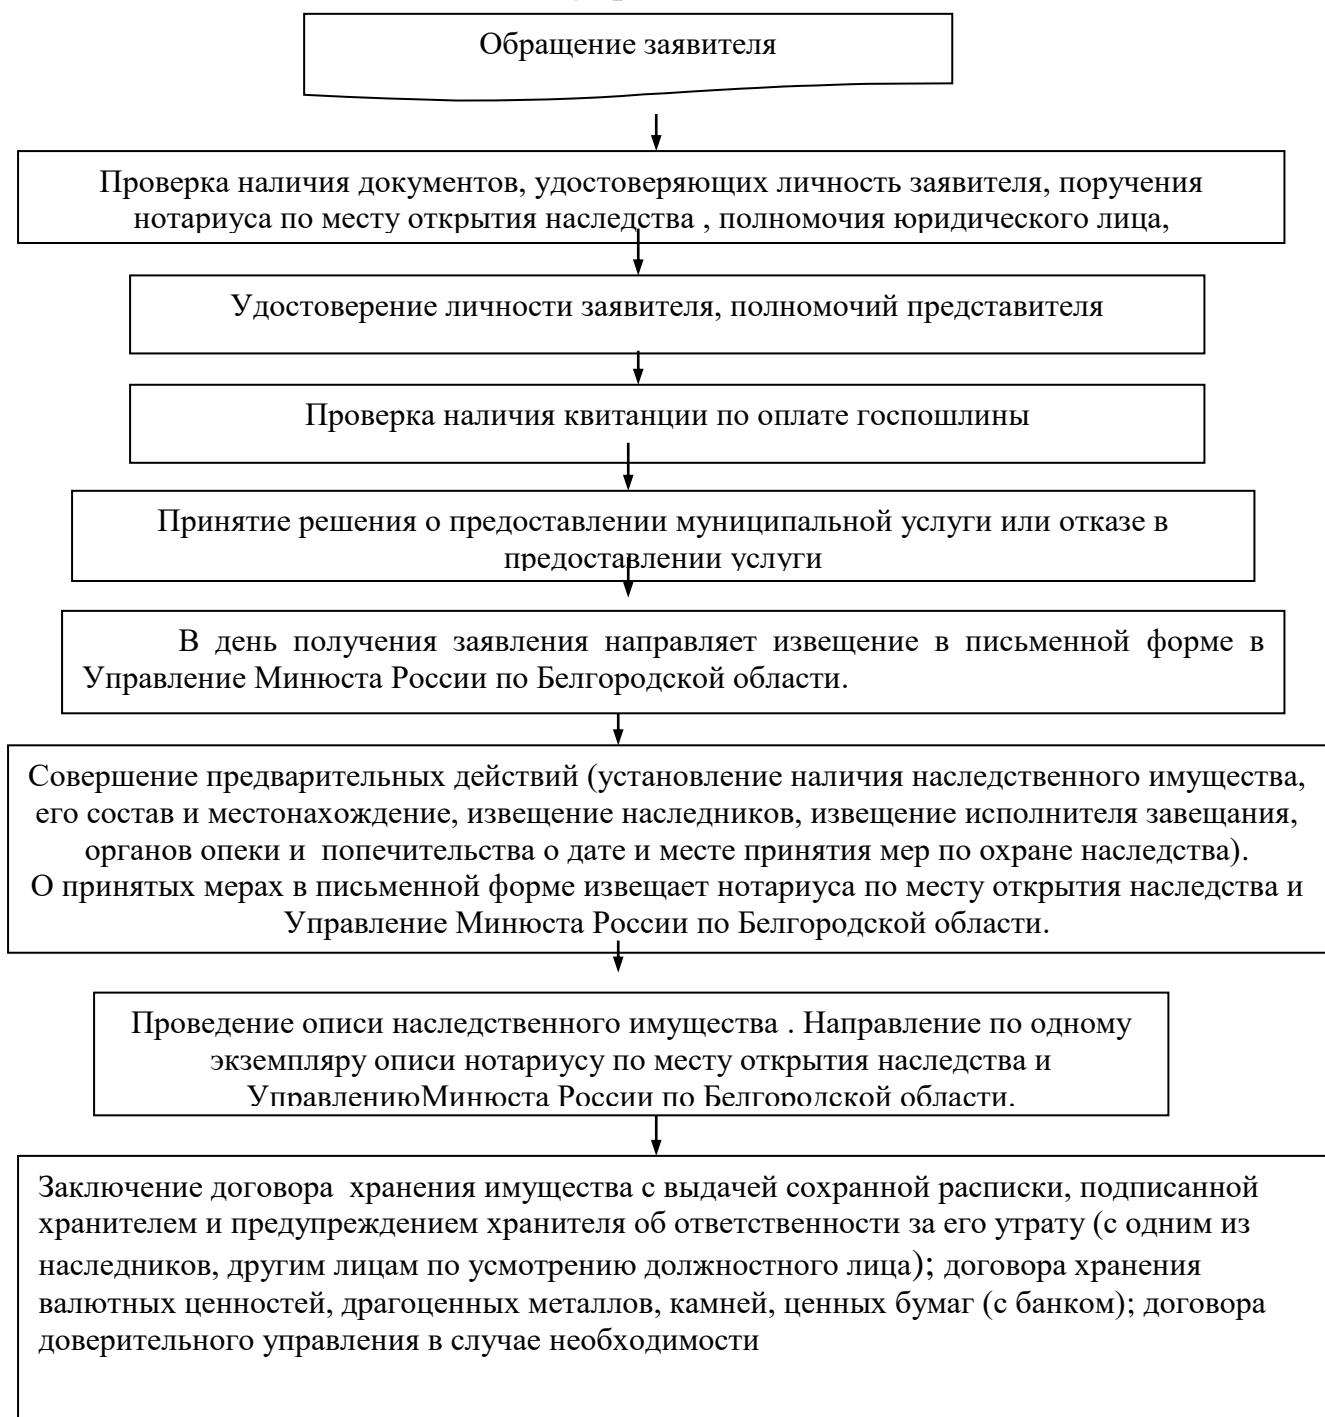 Обращение заявителя
Проверка наличия документов, удостоверяющих личность заявителя, поручения
нотариуса по месту открытия наследства , полномочия юридического лица,
Удостоверение личности заявителя, полномочий представителя
Проверка наличия квитанции по оплате госпошлины
Принятие решения о предоставлении муниципальной услуги или отказе в
предоставлении услуги
В день получения заявления направляет извещение в письменной форме в
Управление Минюста России по Белгородской области.
Совершение предварительных действий (установление наличия наследственного имущества,
его состав и местонахождение, извещение наследников, извещение исполнителя завещания,
органов опеки и попечительства о дате и месте принятия мер по охране наследства).
О принятых мерах в письменной форме извещает нотариуса по месту открытия наследства и
Управление Минюста России по Белгородской области.
Проведение описи наследственного имущества . Направление по одному
экземпляру описи нотариусу по месту открытия наследства и
УправлениюМинюста России по Белгородской области.
Заключение договора хранения имущества с выдачей сохранной расписки, подписанной
хранителем и предупреждением хранителя об ответственности за его утрату (с одним из
наследников, другим лицам по усмотрению должностного лица); договора хранения
валютных ценностей, драгоценных металлов, камней, ценных бумаг (с банком); договора
доверительного управления в случае необходимости